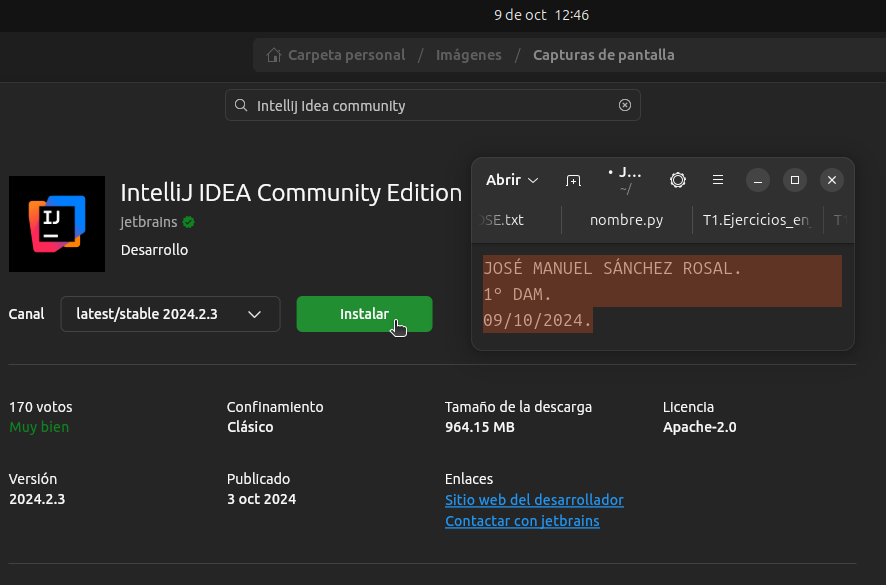 9 de oct 12:46
Carpeta personal / Imágenes / Capturas de pantalla
Intellij Idea community
IJ
IntelliJ IDEA Community Edition
jetbrains
Desarrollo
Canal
latest/stable 2024.2.3
Instalar
Abrir
• J...
~/
OSE.txt
nombre.py
T1.Ejercicios_en
T1
JOSÉ MANUEL SÁNCHEZ ROSAL.
1º DAM.
09/10/2024.
170 votos
Muy bien
Confinamiento
Clásico
Tamaño de la descarga
964.15 MB
Licencia
Apache-2.0
Versión
2024.2.3
Publicado
3 oct 2024
Enlaces
Sitio web del desarrollador
Contactar con jetbrains